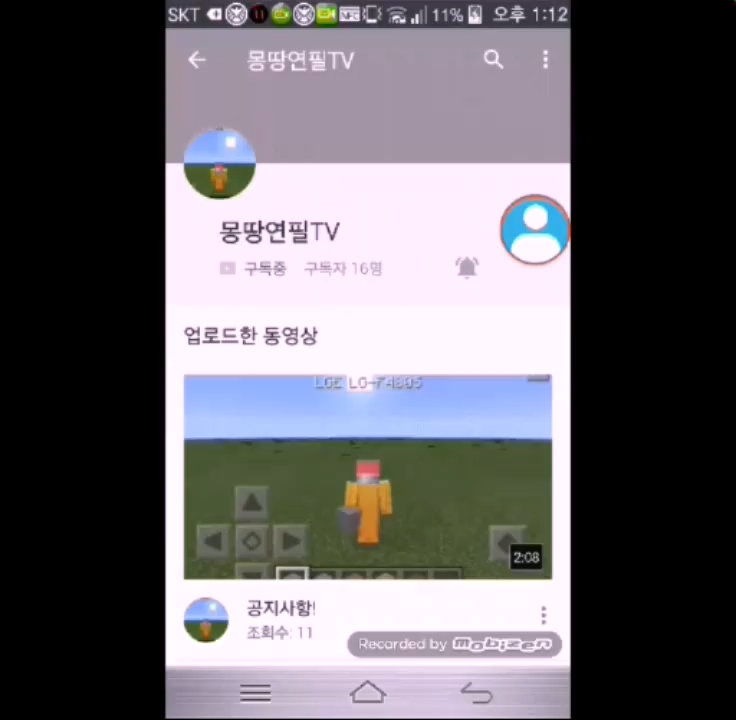 SKT 11% 오후 1:12
몽땅연필TV
몽땅연필TV
구독중 구독자 16명
업로드한 동영상
LGE LG-F480S
2:08
공지사항!
조회수: 11
Recorded by mobizen